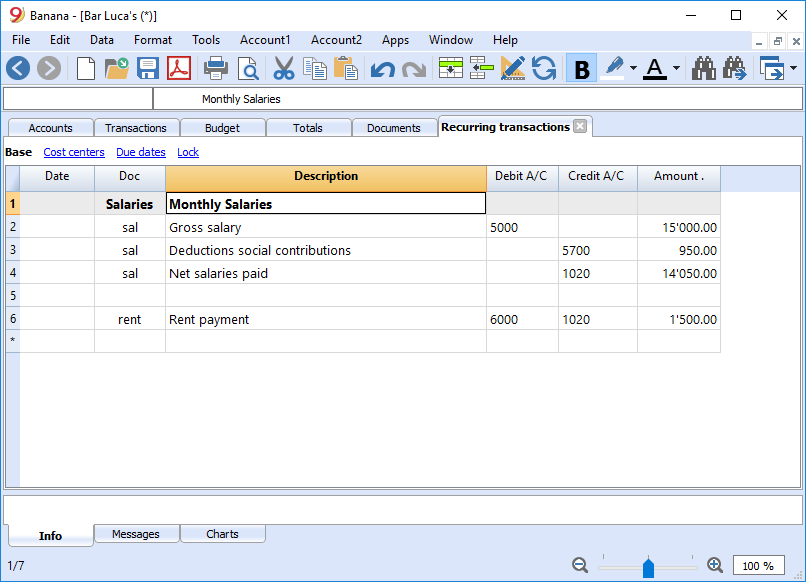 Banana - [Bar Luca's (*)]
File Edit Data Format Tools Account1 Account2 Apps Window Help
B A
Monthly Salaries
Accounts Transactions Budget Totals Documents Recurring transactions
Base Cost centers Due dates Lock
Date Doc Description Debit A/C Credit A/C Amount .
1 Salaries Monthly Salaries
2 sal Gross salary 5000 15'000.00
3 sal Deductions social contributions 5700 950.00
4 sal Net salaries paid 1020 14'050.00
5
6 rent Rent payment 6000 1020 1'500.00
*
Info Messages Charts
1/7 100 %